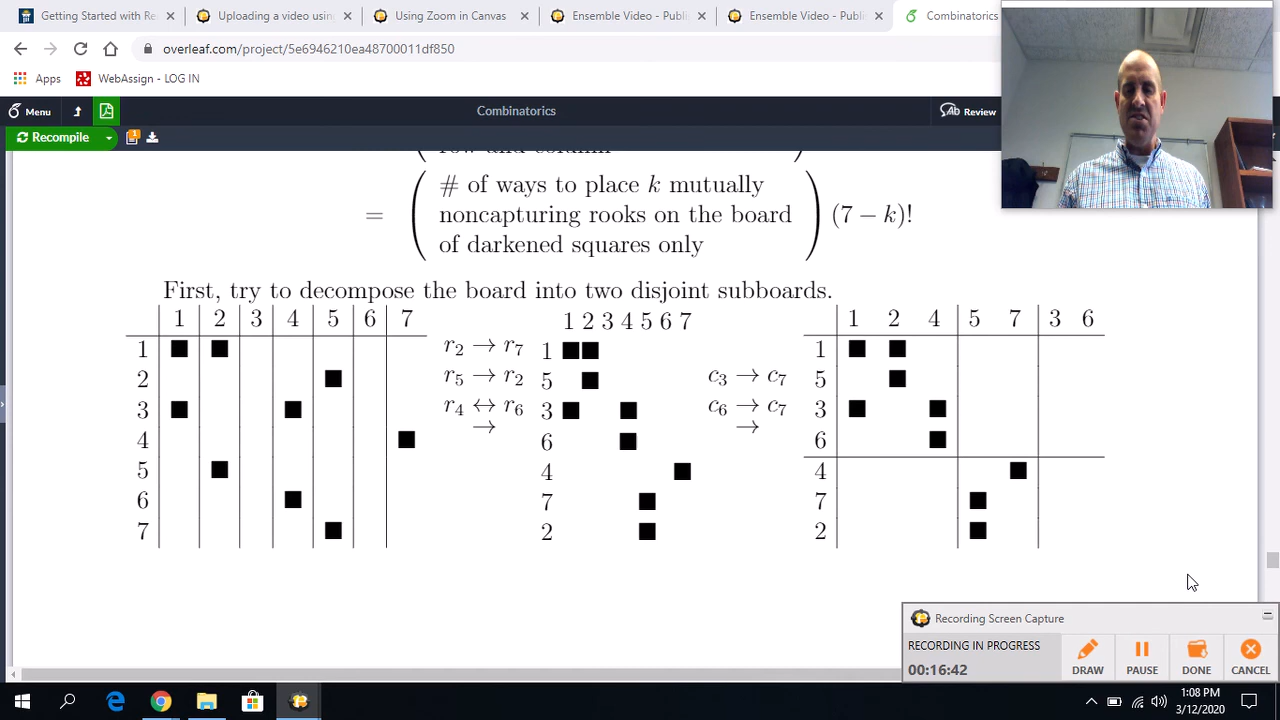 Getting Started with Re
Uploading a video usin
Using Zoom in Canvas
Ensemble Video - Publi
Ensemble Video - Publi
Combinatorics
overleaf.com/project/5e6946210ea48700011df850
Apps
WebAssign - LOG IN
Menu
Combinatorics
Review
Recompile
# of ways to place k mutually
noncapturing rooks on the board
of darkened squares only
= (7 − k)!
First, try to decompose the board into two disjoint subboards.
1 2 3 4 5 6 7
1
2
3
4
5
6
7
r2 → r7
r5 → r2
r4 ↔ r6
→
1 2 3 4 5 6 7
1
5
3
6
4
7
2
c3 → c7
c6 → c7
→
1 2 4 5 7 3 6
1
5
3
6
4
7
2
Recording Screen Capture
RECORDING IN PROGRESS
00:16:42
DRAW
PAUSE
DONE
CANCEL
1:08 PM
3/12/2020